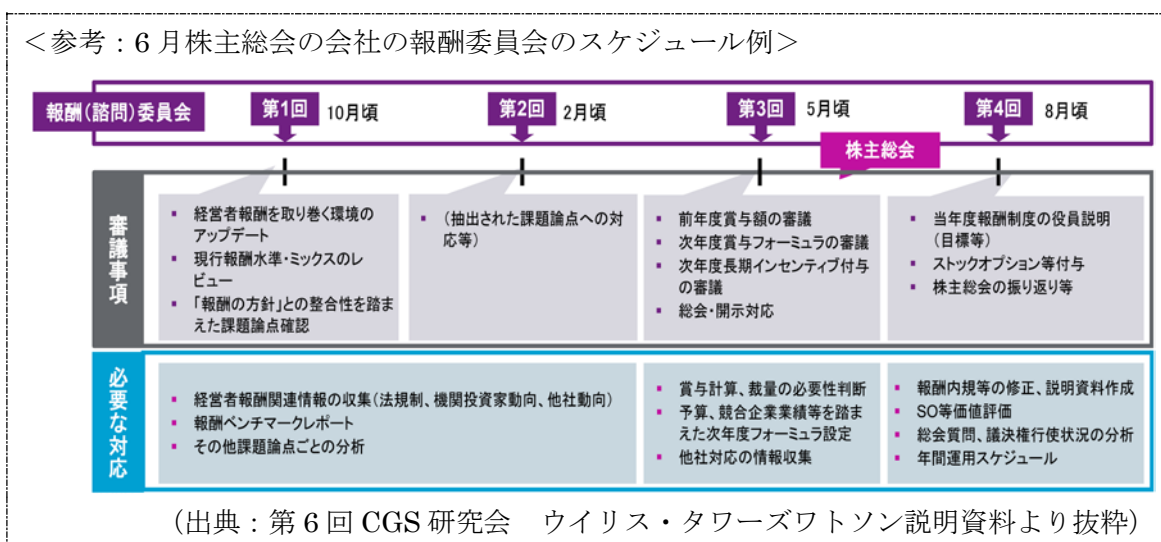 ＜参考：6月株主総会の会社の報酬委員会のスケジュール例＞
報酬(諮問)委員会
第1回 10月頃
第2回 2月頃
第3回 5月頃
第4回 8月頃
株主総会
審議事項
▪ 経営者報酬を取り巻く環境の
アップデート
▪ 現行報酬水準・ミックスのレ
ビュー
▪ 「報酬の方針」との整合性を踏ま
えた課題論点確認
▪ (抽出された課題論点への対
応等)
▪ 前年度賞与額の審議
▪ 次年度賞与フォーミュラの審議
▪ 次年度長期インセンティブ付与
の審議
▪ 総会・開示対応
▪ 当年度報酬制度の役員説明
(目標等)
▪ ストックオプション等付与
▪ 株主総会の振り返り等
必要な対応
▪ 経営者報酬関連情報の収集(法規制、機関投資家動向、他社動向)
▪ 報酬ベンチマークレポート
▪ その他課題論点ごとの分析
▪ 賞与計算、裁量の必要性判断
▪ 予算、競合企業業績等を踏ま
えた次年度フォーミュラ設定
▪ 他社対応の情報収集
▪ 報酬内規等の修正、説明資料作成
▪ SO等価値評価
▪ 総会質問、議決権行使状況の分析
▪ 年間運用スケジュール
（出典：第6回CGS研究会　ウイリス・タワーズワトソン説明資料より抜粋）